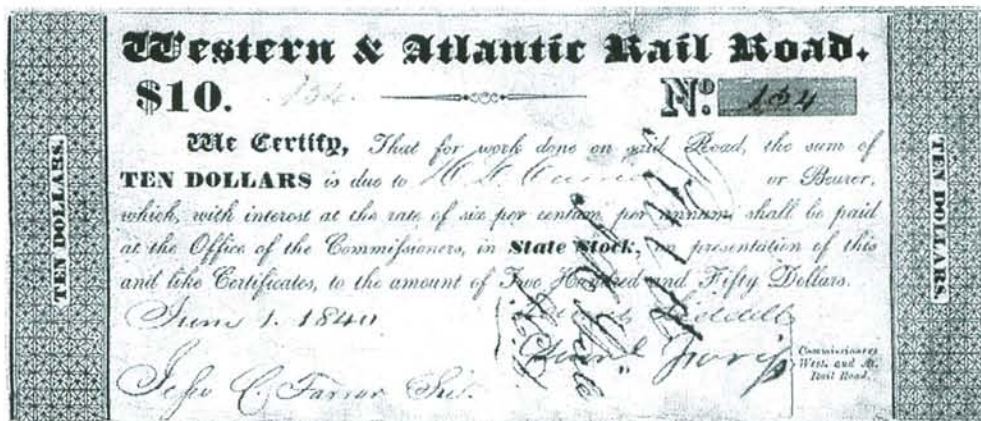 Western & Atlantic Rail Road.
$10. 134 No. 134
We Certify, That for work done on said Road, the sum of
TEN DOLLARS is due to or Bearer,
which, with interest at the rate of six per centum per annum, shall be paid
at the Office of the Commissioners, in State Stock, on presentation of this
and like Certificates, to the amount of Two Hundred and Fifty Dollars.
June 1. 1840
Commissioners
West. and At.
Rail Road.
Jesse C. Farrar
TEN DOLLARS.
TEN DOLLARS.